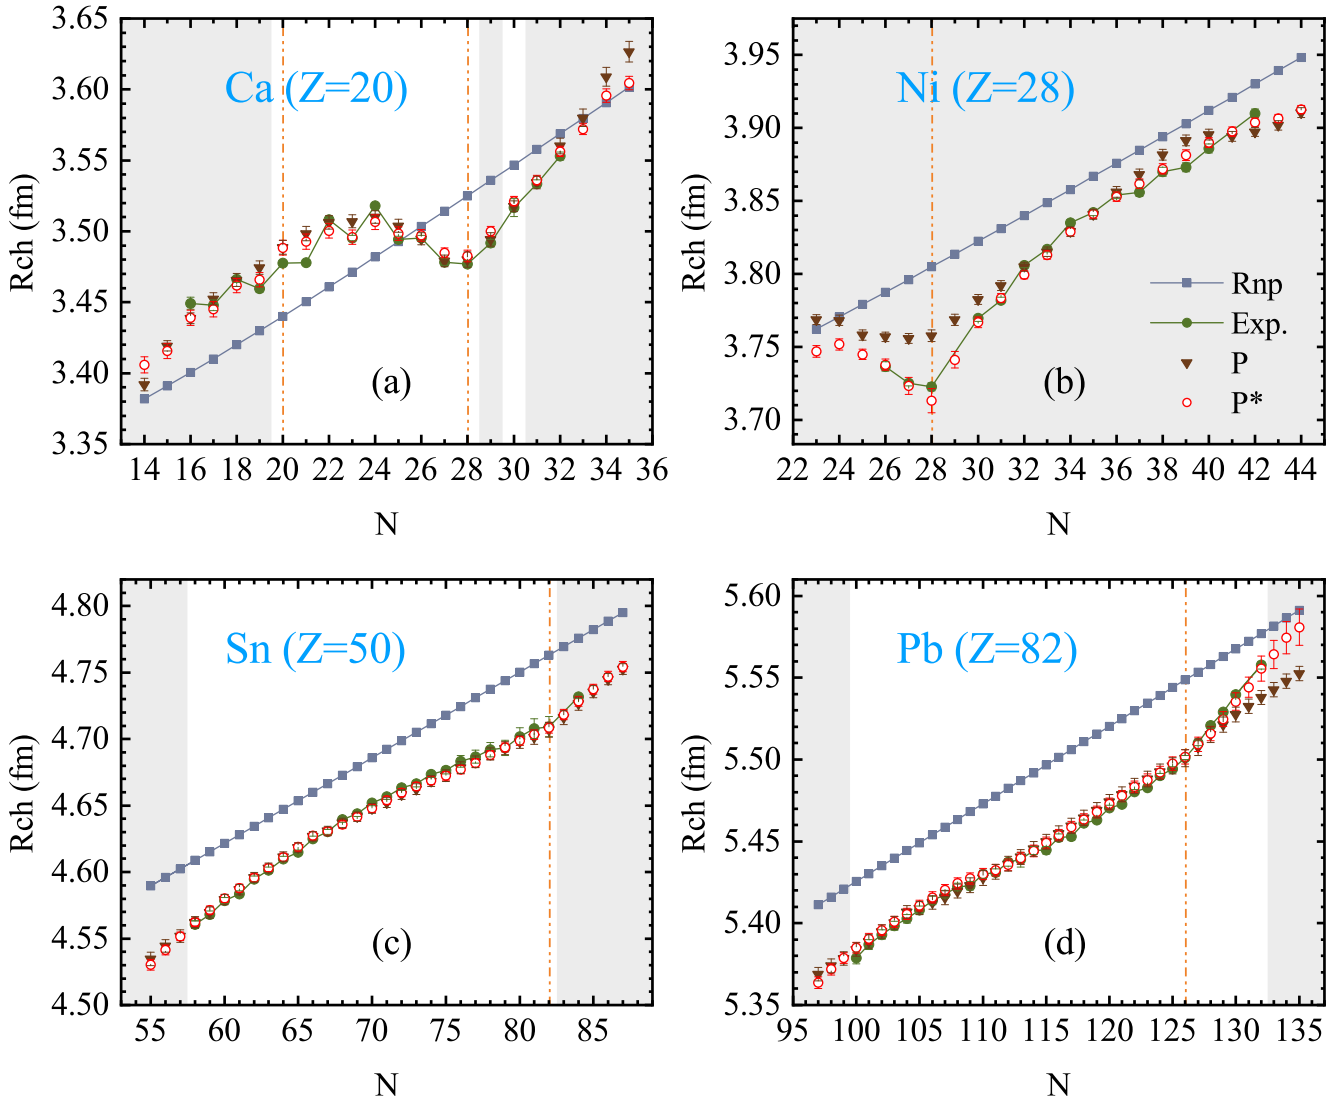 3.65
3.60
3.55
3.50
3.45
3.40
3.35
Rch (fm)
Ca (Z=20)
(a)
14 16 18 20 22 24 26 28 30 32 34 36
N
3.95
3.90
3.85
3.80
3.75
3.70
Rch (fm)
Ni (Z=28)
Rnp
Exp.
P
P*
(b)
22 24 26 28 30 32 34 36 38 40 42 44
N
4.80
4.75
4.70
4.65
4.60
4.55
4.50
Rch (fm)
Sn (Z=50)
(c)
55 60 65 70 75 80 85
N
5.60
5.55
5.50
5.45
5.40
5.35
Rch (fm)
Pb (Z=82)
(d)
95 100 105 110 115 120 125 130 135
N